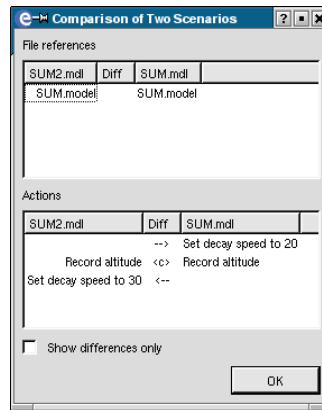 Comparison of Two Scenarios
File references
SUM2.mdl Diff SUM.mdl
SUM.model SUM.model
Actions
SUM2.mdl Diff SUM.mdl
--> Set decay speed to 20
Record altitude <c> Record altitude
Set decay speed to 30 <--
Show differences only
OK